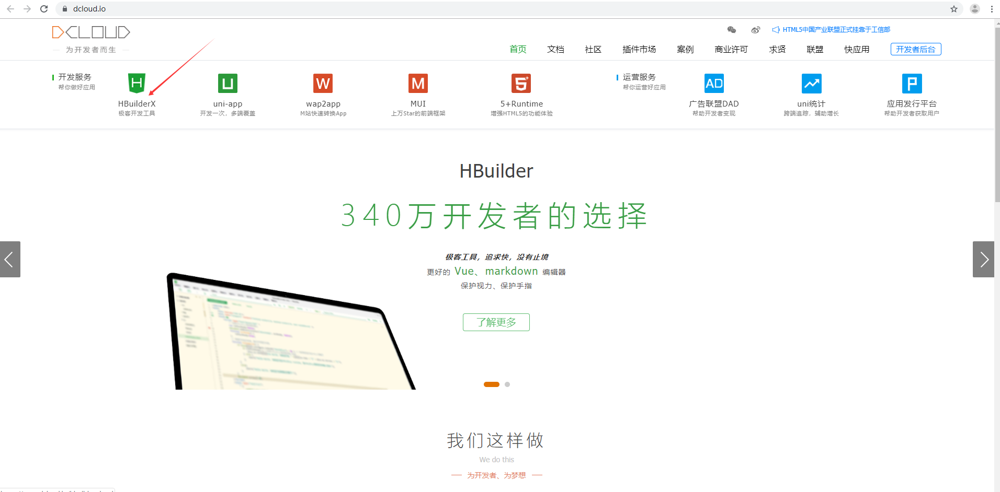 dcloud.io
DCLOUD
为开发者而生
HTML5中国产业联盟正式挂靠于工信部
首页 文档 社区 插件市场 案例 商业许可 求贤 联盟 快应用 开发者后台
开发服务
帮你做好应用
HBuilderX
极客开发工具
uni-app
开发一次，多端覆盖
W
wap2app
M站快速转换App
M
MUI
上万Star的前端框架
5+
5+Runtime
增强HTML5的功能体验
运营服务
帮你运营好应用
AD
广告联盟DAD
帮助开发者变现
uni统计
跨端追踪，辅助增长
P
应用发行平台
帮助开发者获取用户
HBuilder
340万开发者的选择
极客工具，追求快，没有止境
更好的 Vue、markdown 编辑器
保护视力、保护手指
了解更多
我们这样做
We do this
为开发者、为梦想